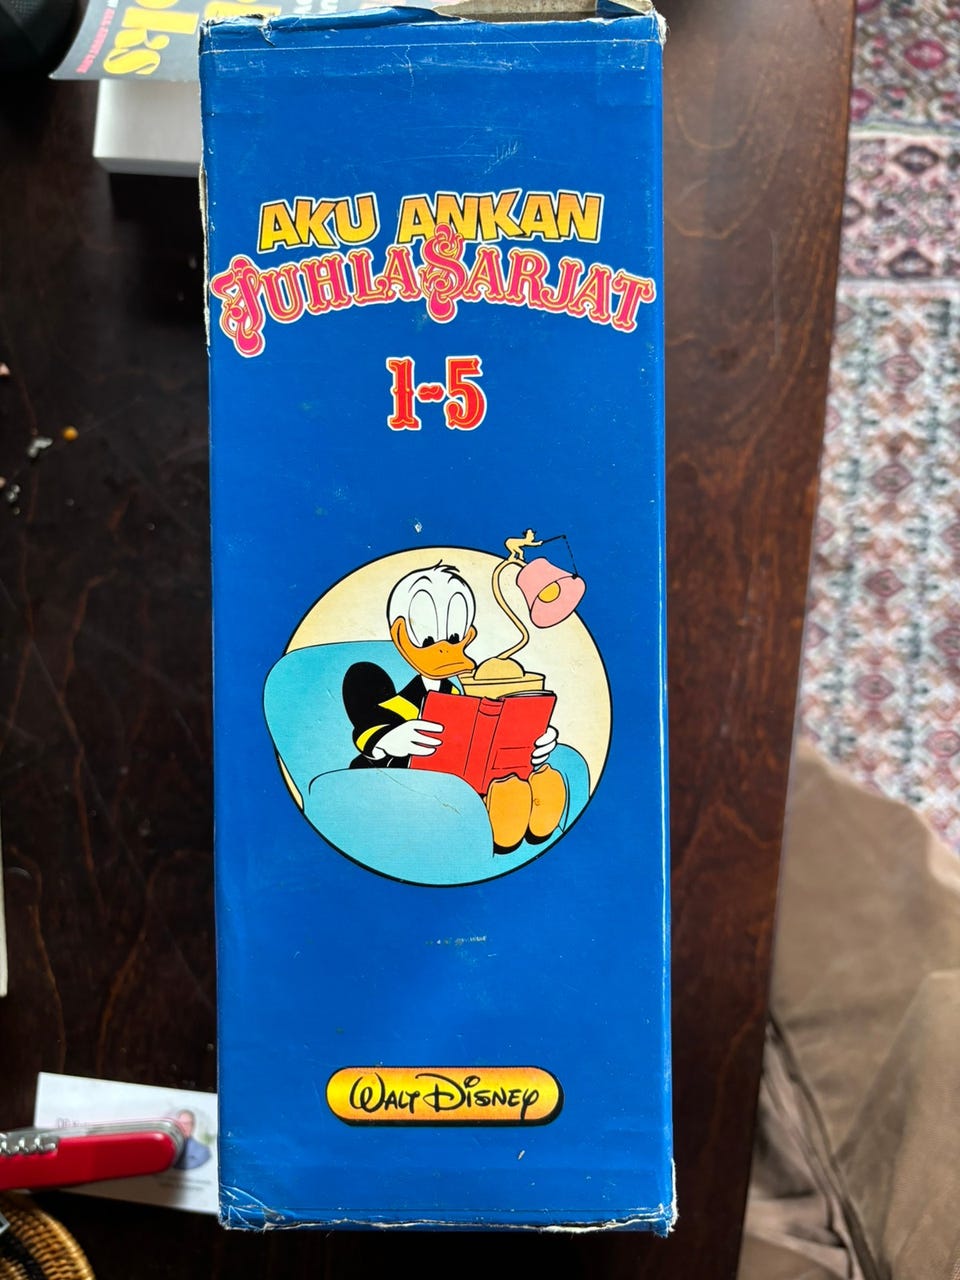 AKU ANKAN
JUHLASARJAT
1-5
WALT DISNEY